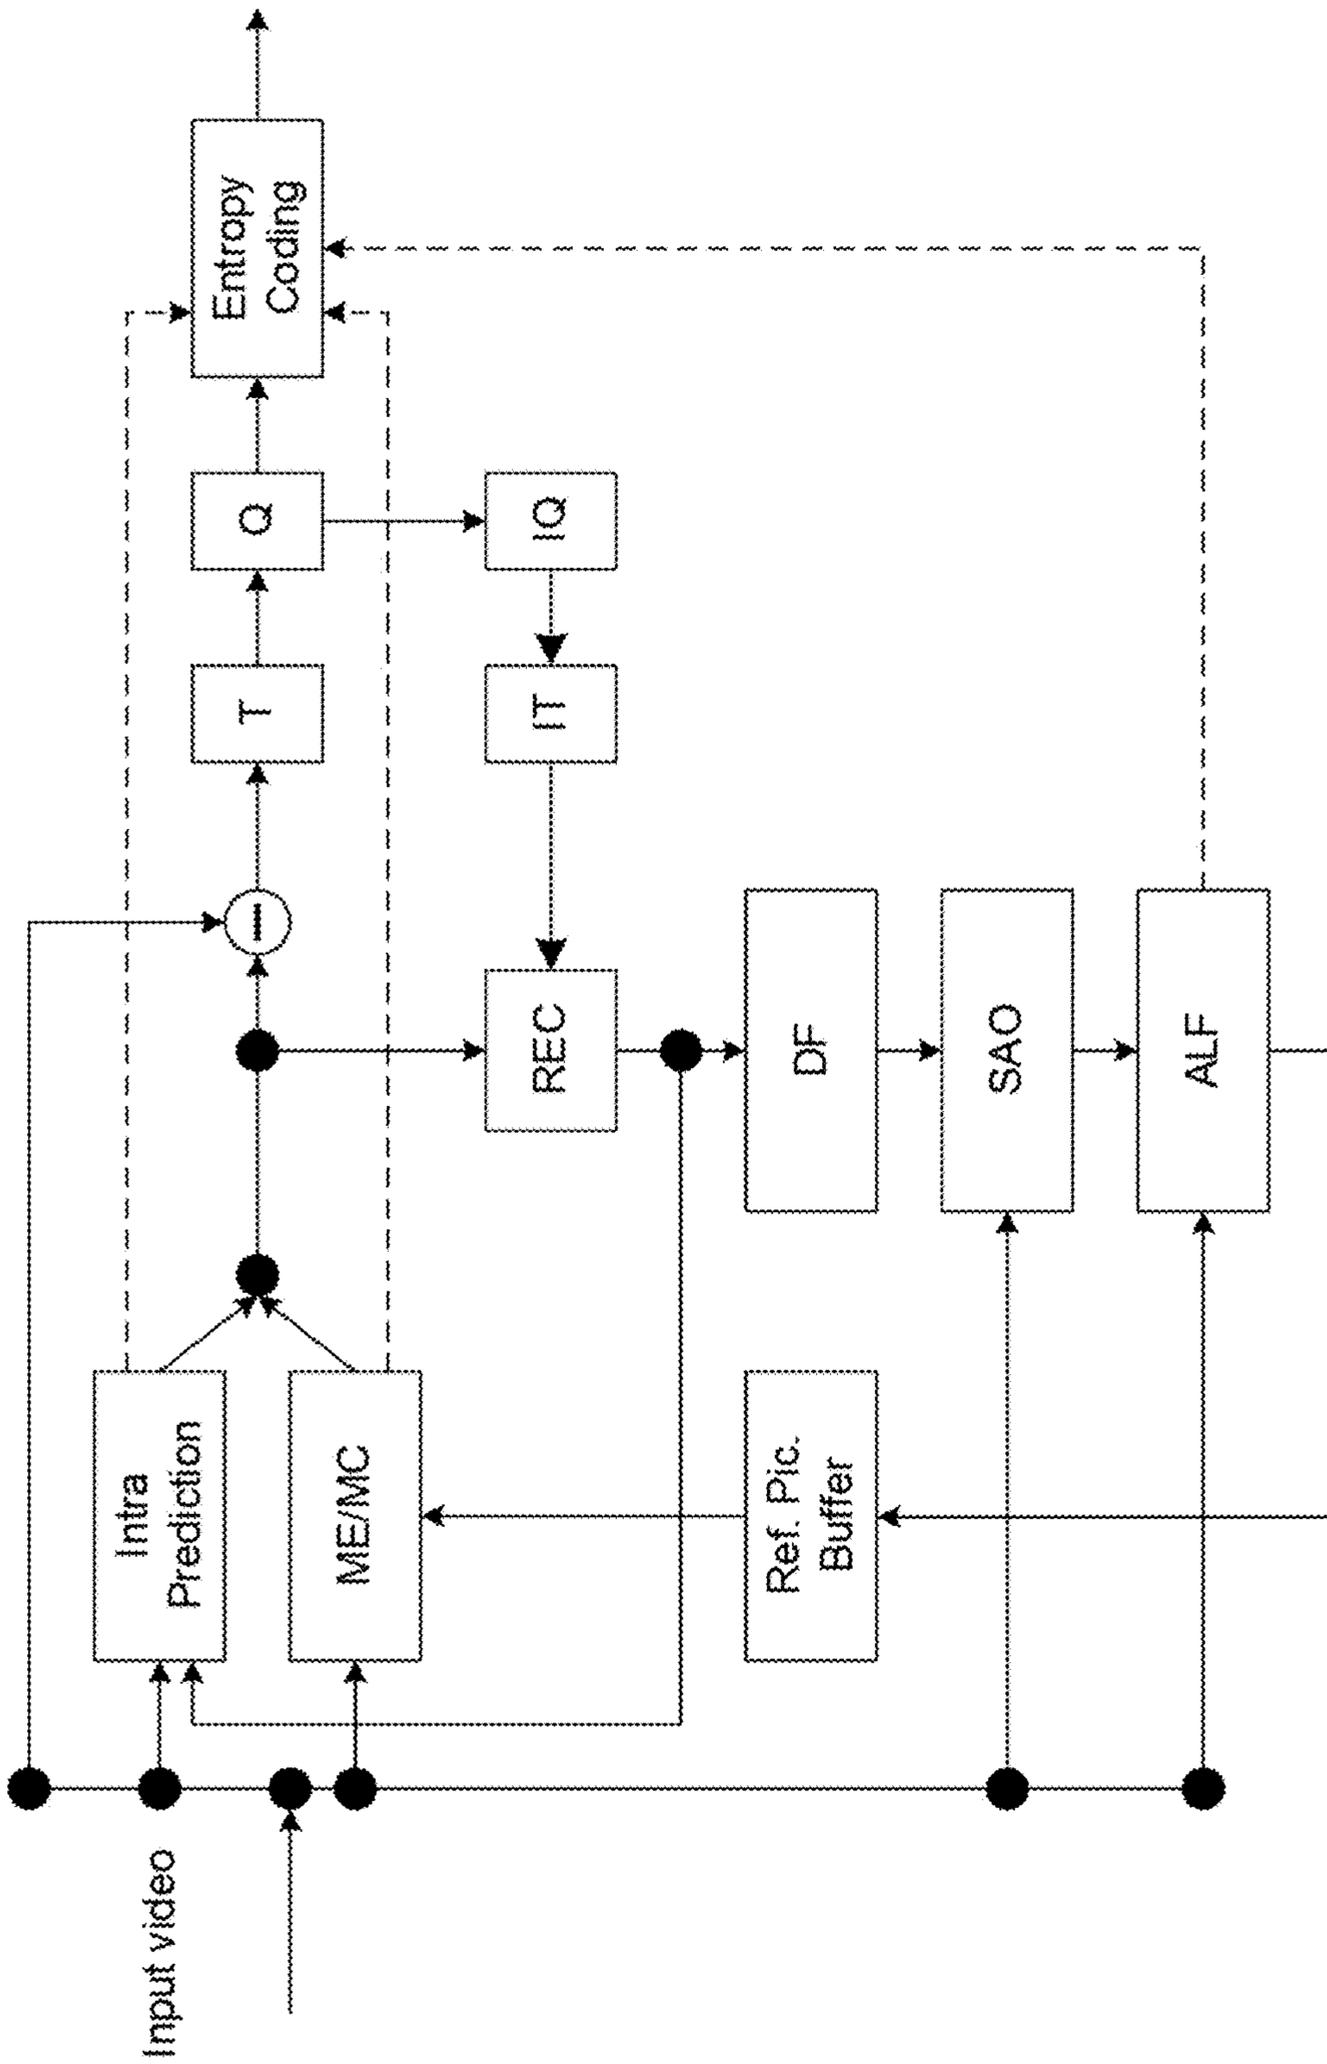 Input video
Intra
Prediction
T
Q
Entropy
Coding
ME/MC
REC
IT
IQ
Ref. Pic.
Buffer
DF
SAO
ALF